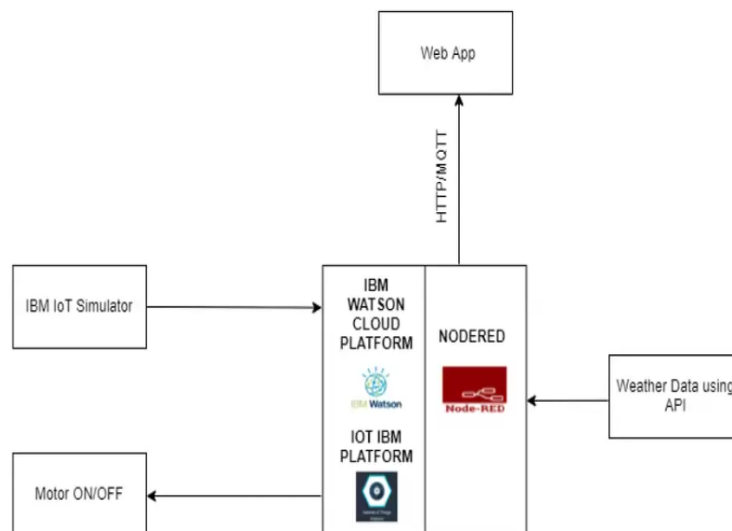 Web App
HTTP/MQTT
IBM IoT Simulator
IBM
WATSON
CLOUD
PLATFORM
IBM Watson
IOT IBM
PLATFORM
NODERED
Node-RED
Weather Data using
API
Motor ON/OFF